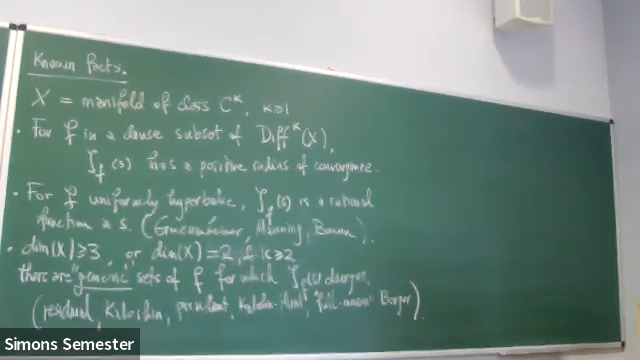 Known facts.
X = manifold of class C^k, k≥1
• For f in a dense subset of Diff^k(X),
ζ_f(s) has a positive radius of convergence.
• For f uniformly hyperbolic, ζ_f(s) is a rational
function in s. (Guckenheimer, Manning, Bowen).
• dim(X)≥3, or dim(X)=2, k≥2
there are "generic" sets of f for which ζ_f(s) diverges.
(residual, Kaloshin, prevalent, Kaloshin-Hunt, Berger).
Simons Semester